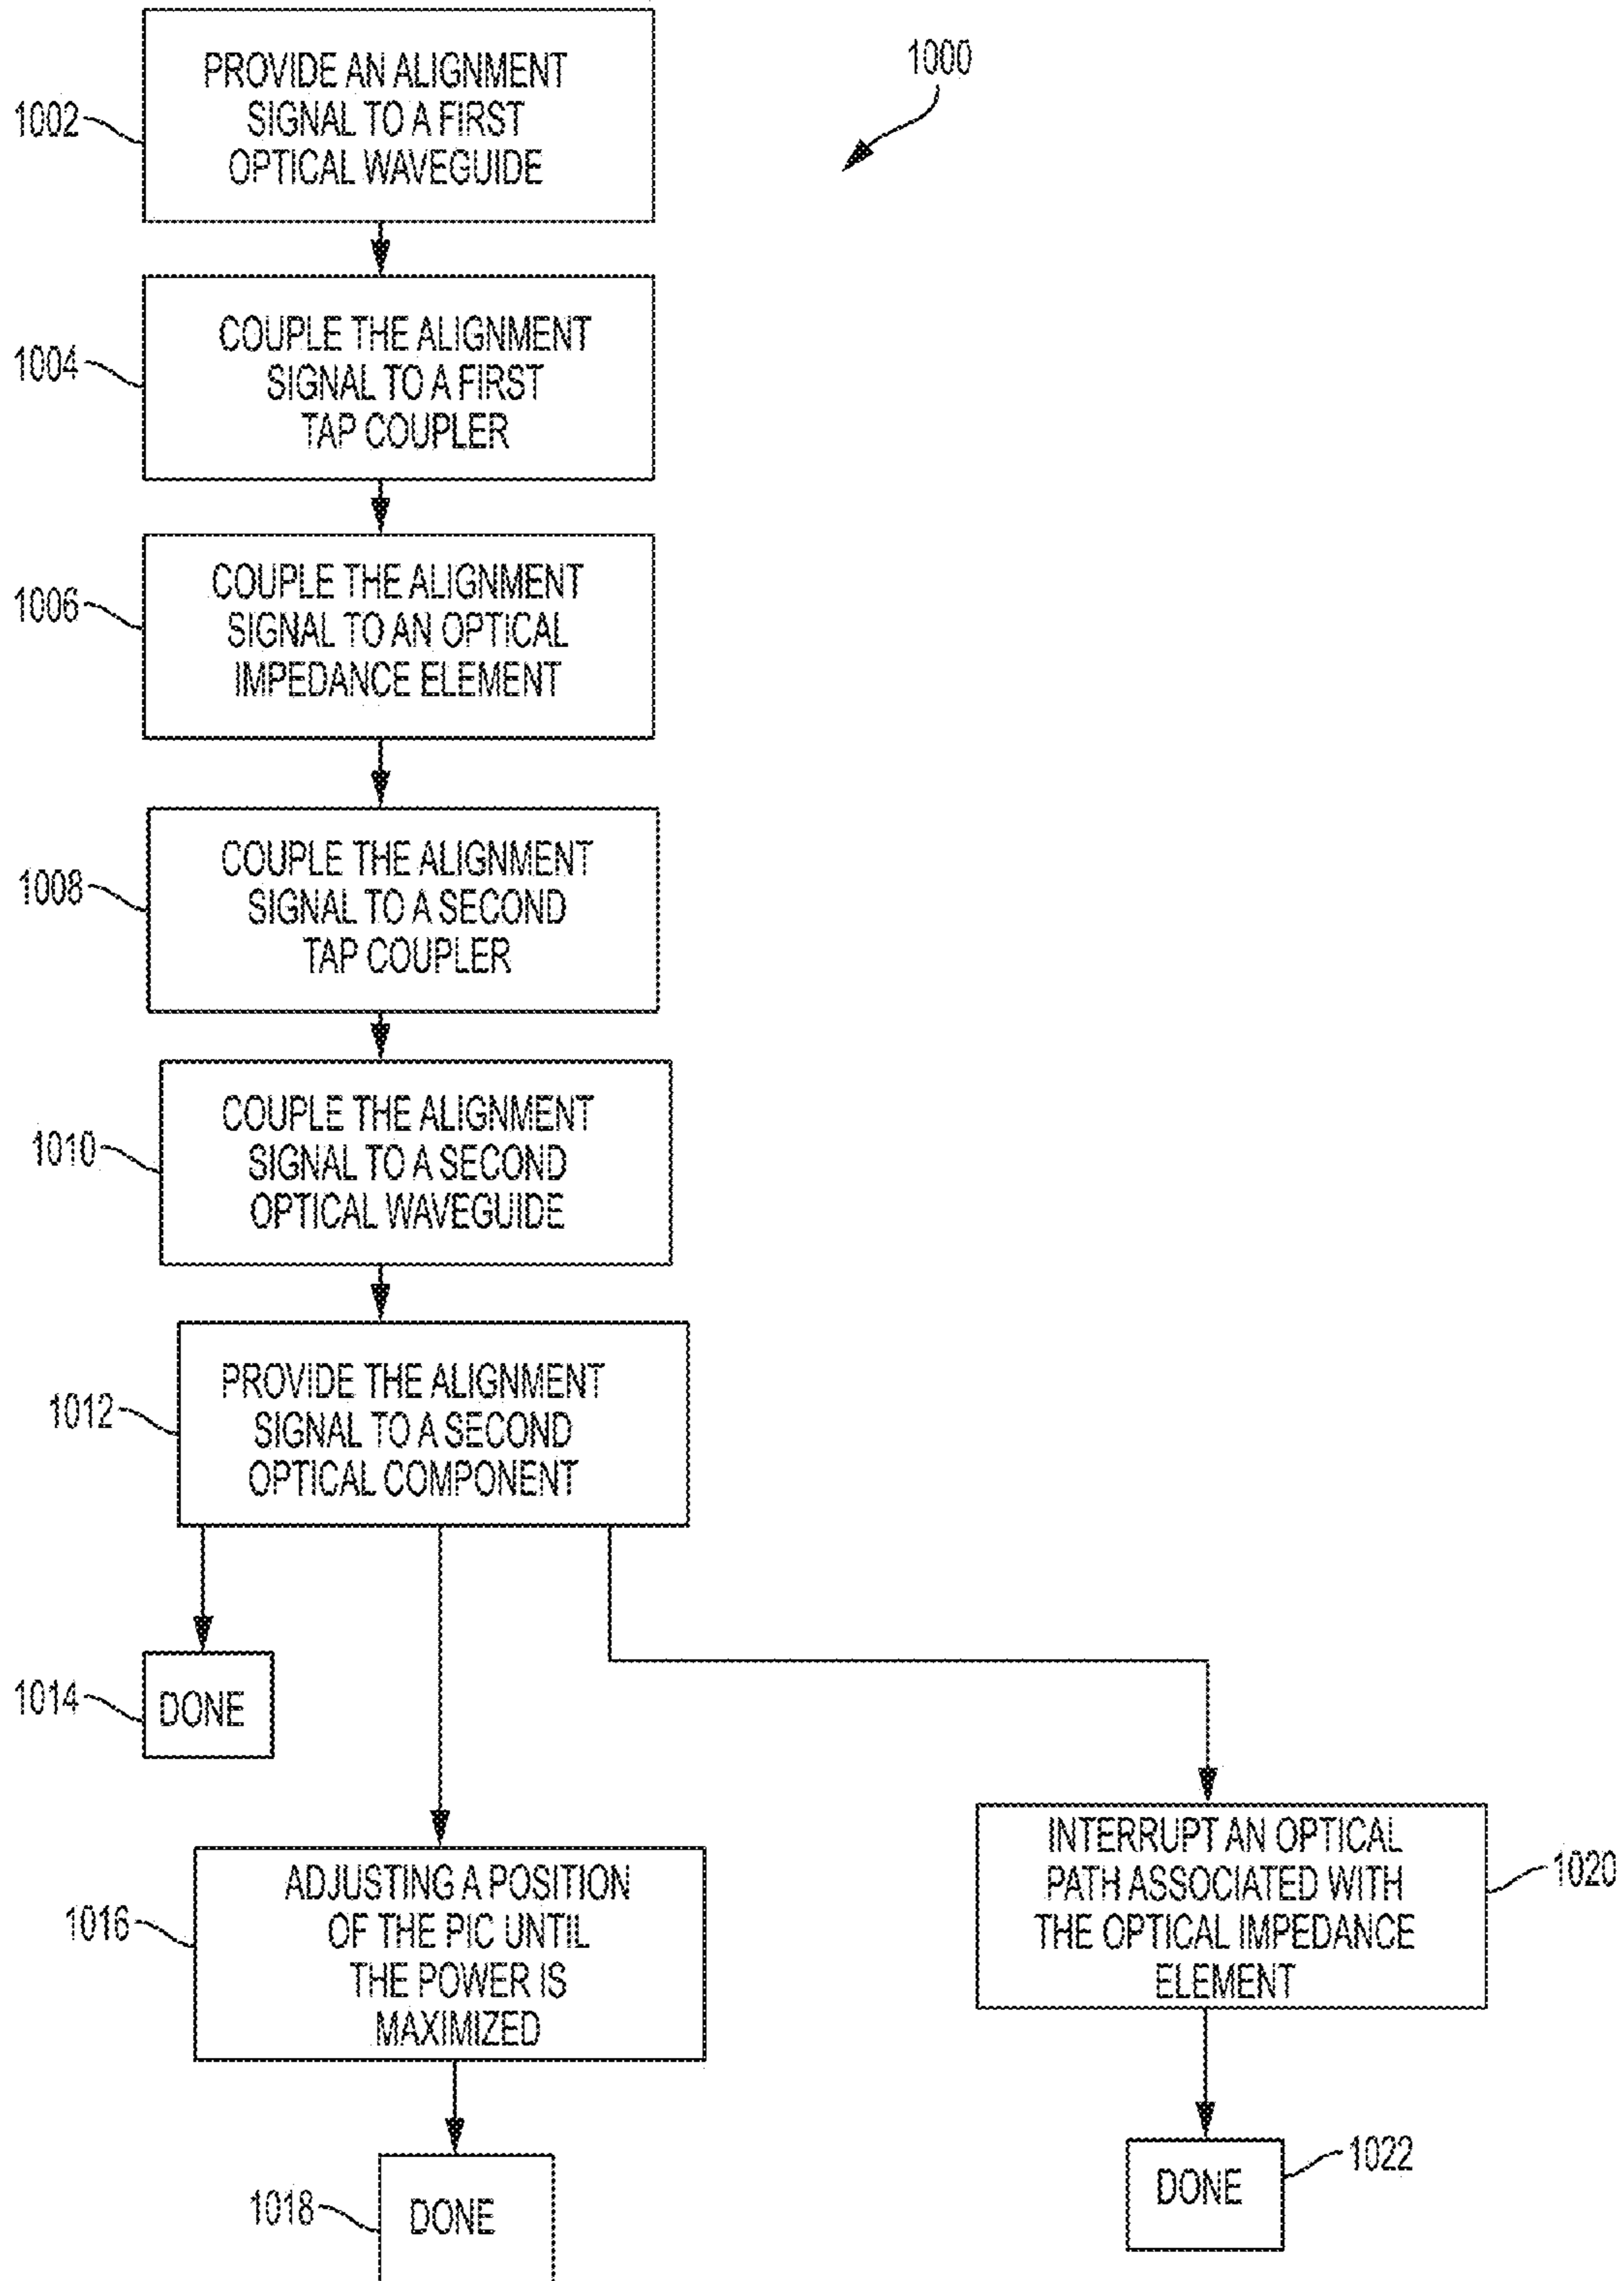 1000
1002
PROVIDE AN ALIGNMENT
SIGNAL TO A FIRST
OPTICAL WAVEGUIDE
1004
COUPLE THE ALIGNMENT
SIGNAL TO A FIRST
TAP COUPLER
1006
COUPLE THE ALIGNMENT
SIGNAL TO AN OPTICAL
IMPEDANCE ELEMENT
1008
COUPLE THE ALIGNMENT
SIGNAL TO A SECOND
TAP COUPLER
1010
COUPLE THE ALIGNMENT
SIGNAL TO A SECOND
OPTICAL WAVEGUIDE
1012
PROVIDE THE ALIGNMENT
SIGNAL TO A SECOND
OPTICAL COMPONENT
1014
DONE
1016
ADJUSTING A POSITION
OF THE PIC UNTIL
THE POWER IS
MAXIMIZED
1018
DONE
INTERRUPT AN OPTICAL
PATH ASSOCIATED WITH
THE OPTICAL IMPEDANCE
ELEMENT
1020
DONE
1022